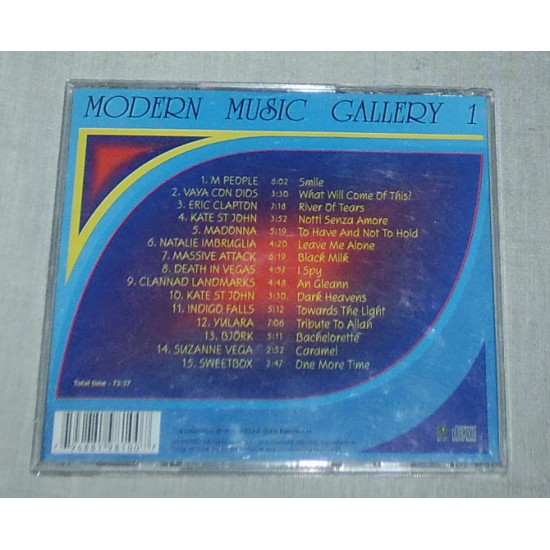 MODERN MUSIC GALLERY 1
1. M PEOPLE 6:02 Smile
2. VAYA CON DIOS 3:30 What Will Come Of This?
3. ERIC CLAPTON 7:18 River Of Tears
4. KATE ST JOHN 3:52 Notti Senza Amore
5. MADONNA 5:19 To Have And Not To Hold
6. NATALIE IMBRUGLIA 4:20 Leave Me Alone
7. MASSIVE ATTACK 6:19 Black Milk
8. DEATH IN VEGAS 4:57 I Spy
9. CLANNAD LANDMARKS 4:48 An Gleann
10. KATE ST JOHN 3:30 Dark Heavens
11. INDIGO FALLS 5:12 Towards The Light
12. YULARA 7:06 Tribute To Allah
13. BJÖRK 5:11 Bachelorette
14. SUZANNE VEGA 2:52 Caramel
15. SWEETBOX 2:47 One More Time
Total time - 73:37